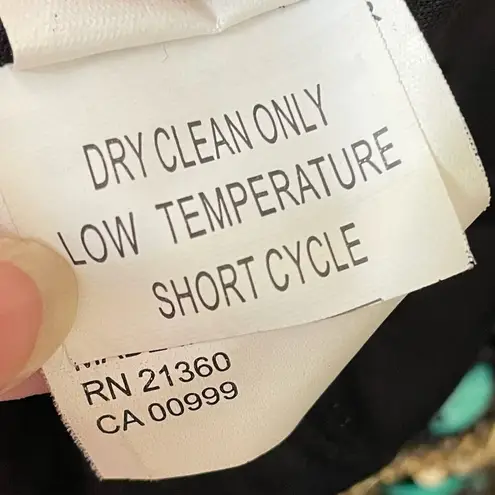 DRY CLEAN ONLY
LOW TEMPERATURE
SHORT CYCLE
RN 21360
CA 00999